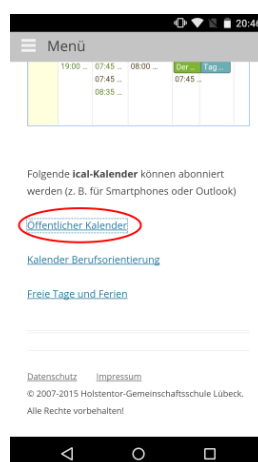 20:46
Menü
19:00 ... 07:45 ... 08:00 ... Der ... Tag ...
07:45 ... 07:45 ...
08:35 ...
Folgende ical-Kalender können abonniert
werden (z. B. für Smartphones oder Outlook)
Öffentlicher Kalender
Kalender Berufsorientierung
Freie Tage und Ferien
Datenschutz Impressum
© 2007-2015 Holstentor-Gemeinschaftsschule Lübeck.
Alle Rechte vorbehalten!